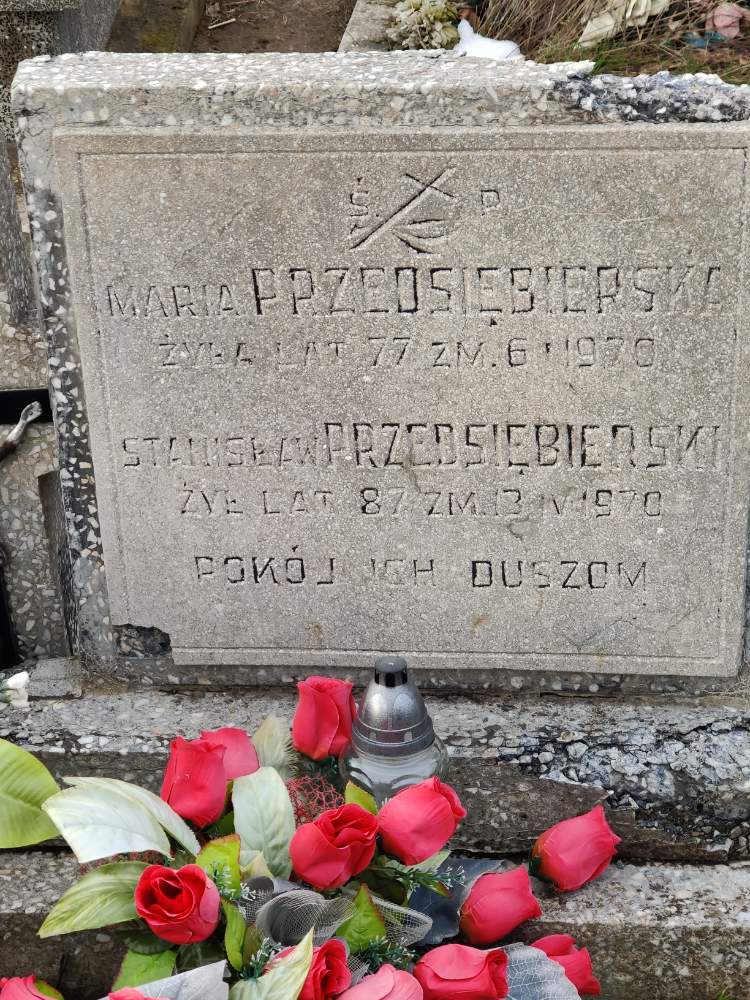 Ś P
MARIA PRZEDSIĘBIERSKA
ŻYŁA LAT 77 ZM. 6 I 1970
STANISŁAW PRZEDSIĘBIERSKI
ŻYŁ LAT 87 ZM. 13 IV 1970
POKÓJ ICH DUSZOM